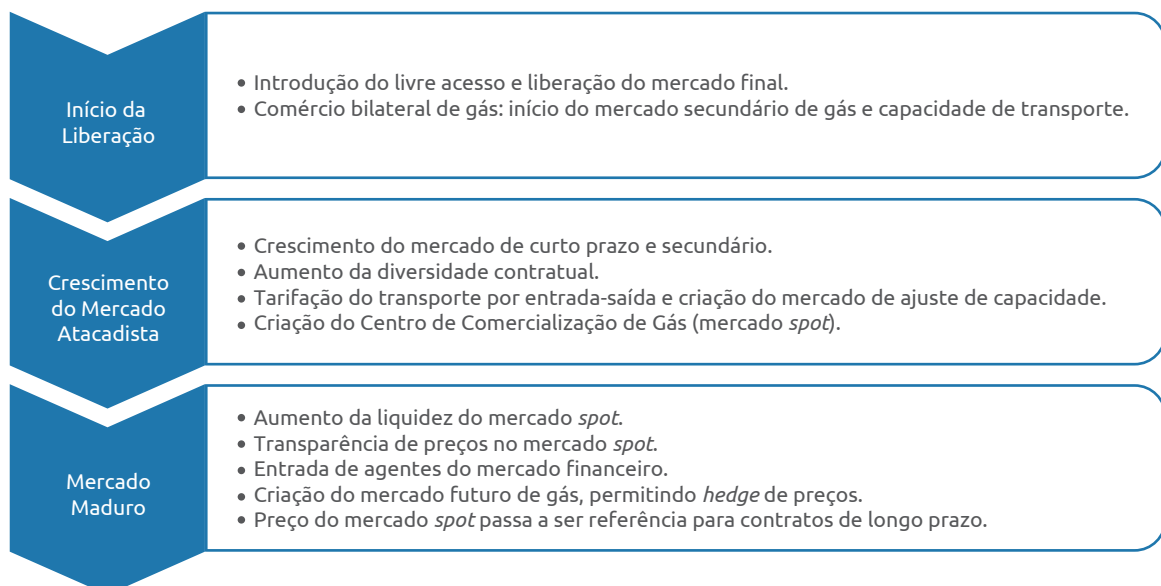 Início da
Liberação
• Introdução do livre acesso e liberação do mercado final.
• Comércio bilateral de gás: início do mercado secundário de gás e capacidade de transporte.
Crescimento
do Mercado
Atacadista
• Crescimento do mercado de curto prazo e secundário.
• Aumento da diversidade contratual.
• Tarifação do transporte por entrada-saída e criação do mercado de ajuste de capacidade.
• Criação do Centro de Comercialização de Gás (mercado spot).
Mercado
Maduro
• Aumento da liquidez do mercado spot.
• Transparência de preços no mercado spot.
• Entrada de agentes do mercado financeiro.
• Criação do mercado futuro de gás, permitindo hedge de preços.
• Preço do mercado spot passa a ser referência para contratos de longo prazo.